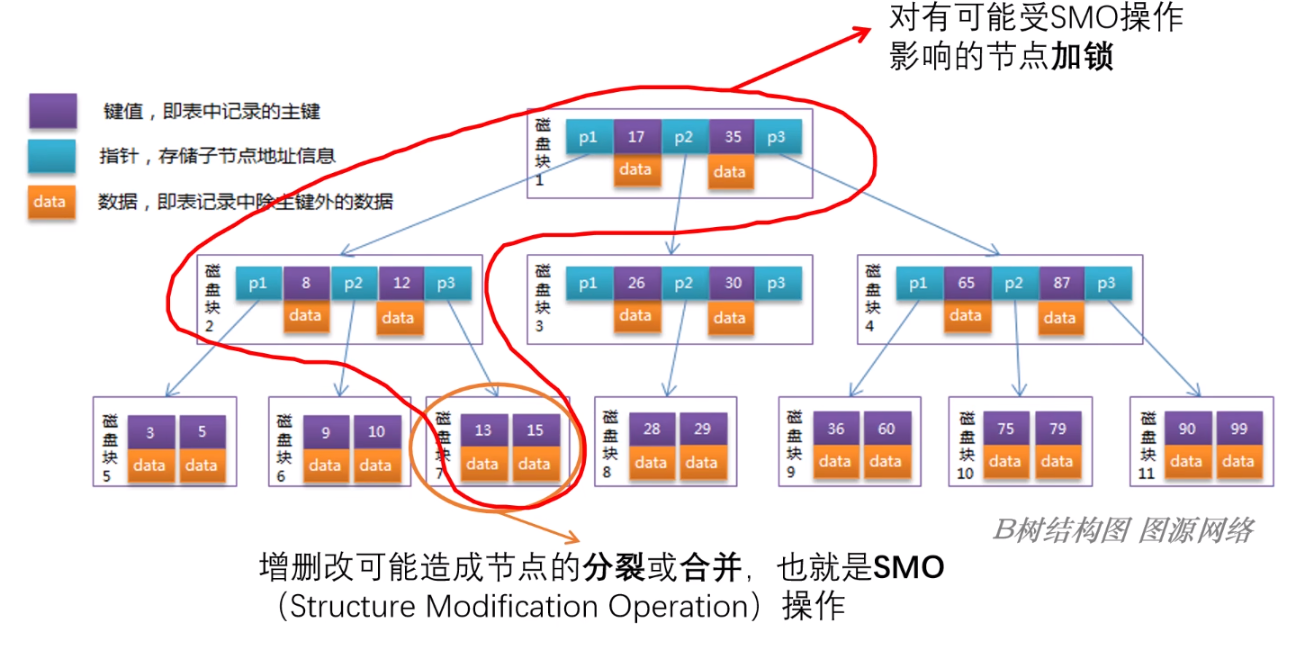 对有可能受SMO操作
影响的节点加锁
键值，即表中记录的主键
指针，存储子节点地址信息
data 数据，即表记录中除主键外的数据
磁盘块1 p1 17 p2 35 p3
data data
磁盘块2 p1 8 p2 12 p3
data data
磁盘块3 p1 26 p2 30 p3
data data
磁盘块4 p1 65 p2 87 p3
data data
磁盘块5 3 5
data data
磁盘块6 9 10
data data
磁盘块7 13 15
data data
磁盘块8 28 29
data data
磁盘块9 36 60
data data
磁盘块10 75 79
data data
磁盘块11 90 99
data data
B树结构图 图源网络
增删改可能造成节点的分裂或合并，也就是SMO
（Structure Modification Operation）操作